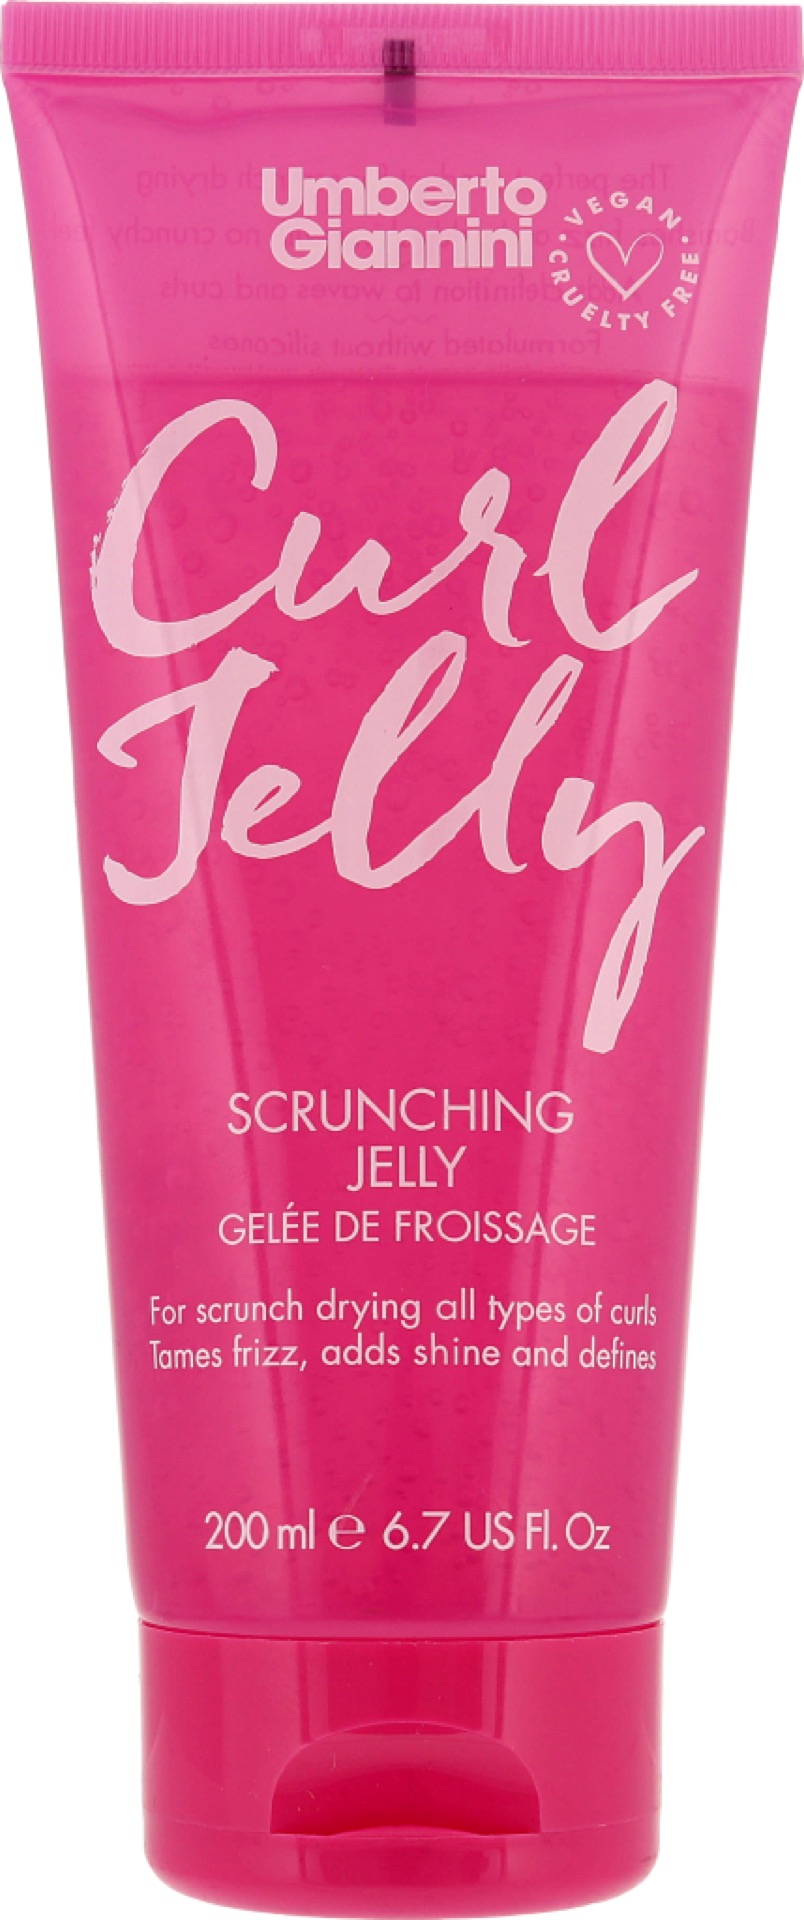 Umberto
Giannini
VEGAN
CRUELTY FREE
Curl
Jelly
SCRUNCHING
JELLY
GELÉE DE FROISSAGE
For scrunch drying all types of curls
Tames frizz, adds shine and defines
200 ml ℮ 6.7 US Fl. Oz